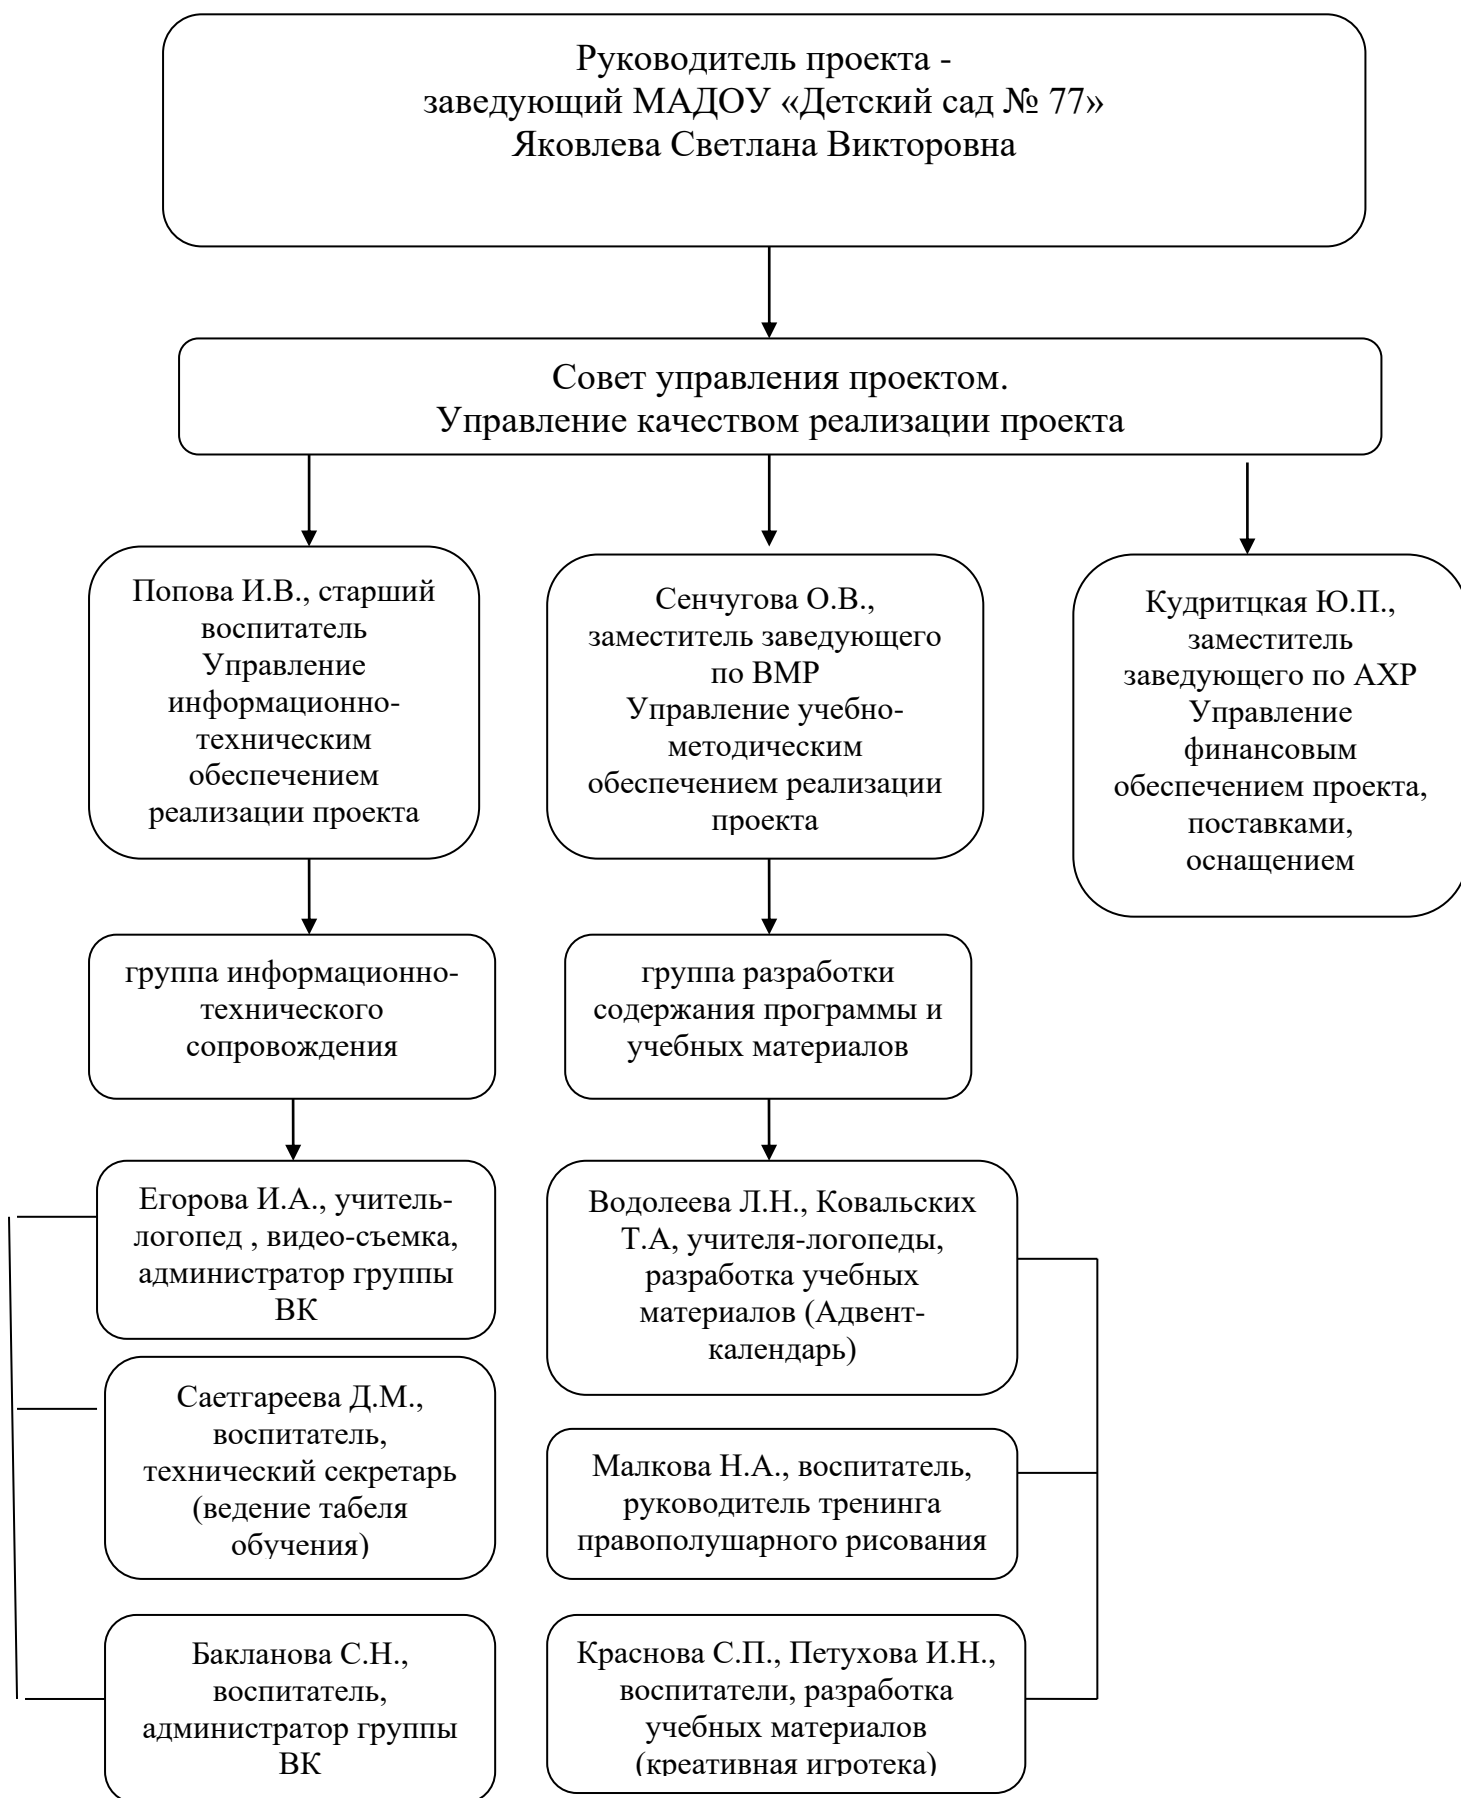 Руководитель проекта -
заведующий МАДОУ «Детский сад № 77»
Яковлева Светлана Викторовна
Совет управления проектом.
Управление качеством реализации проекта
Попова И.В., старший
воспитатель
Управление
информационно-
техническим
обеспечением
реализации проекта
Сенчугова О.В.,
заместитель заведующего
по ВМР
Управление учебно-
методическим
обеспечением реализации
проекта
Кудритцкая Ю.П.,
заместитель
заведующего по АХР
Управление
финансовым
обеспечением проекта,
поставками,
оснащением
группа информационно-
технического
сопровождения
группа разработки
содержания программы и
учебных материалов
Егорова И.А., учитель-
логопед , видео-съемка,
администратор группы
ВК
Водолеева Л.Н., Ковальских
Т.А, учителя-логопеды,
разработка учебных
материалов (Адвент-
календарь)
Саетгареева Д.М.,
воспитатель,
технический секретарь
(ведение табеля
обучения)
Малкова Н.А., воспитатель,
руководитель тренинга
правополушарного рисования
Бакланова С.Н.,
воспитатель,
администратор группы
ВК
Краснова С.П., Петухова И.Н.,
воспитатели, разработка
учебных материалов
(креативная игротека)